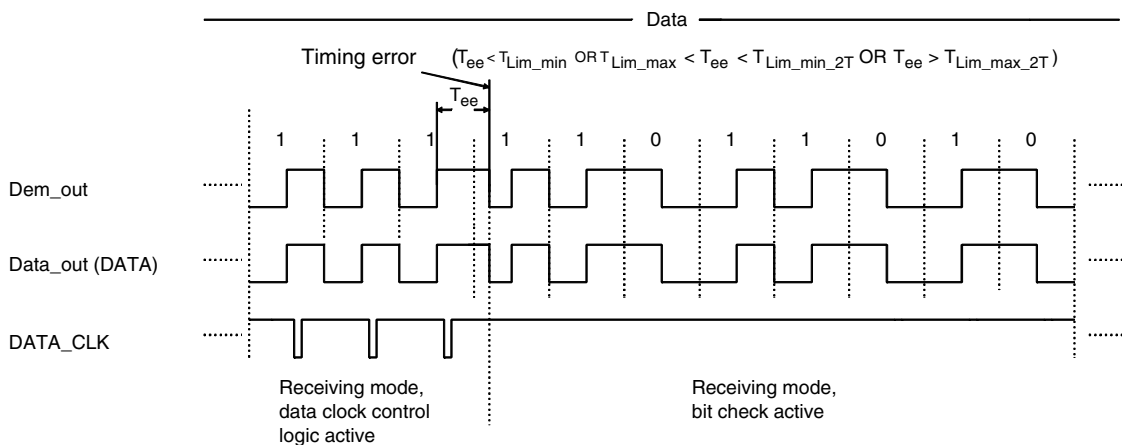 Data
Timing error
(Tee < TLim_min OR TLim_max < Tee < TLim_min_2T OR Tee > TLim_max_2T)
Tee
1 1 1 1 1 0 1 1 0 1 0
Dem_out
Data_out (DATA)
DATA_CLK
Receiving mode,
data clock control
logic active
Receiving mode,
bit check active